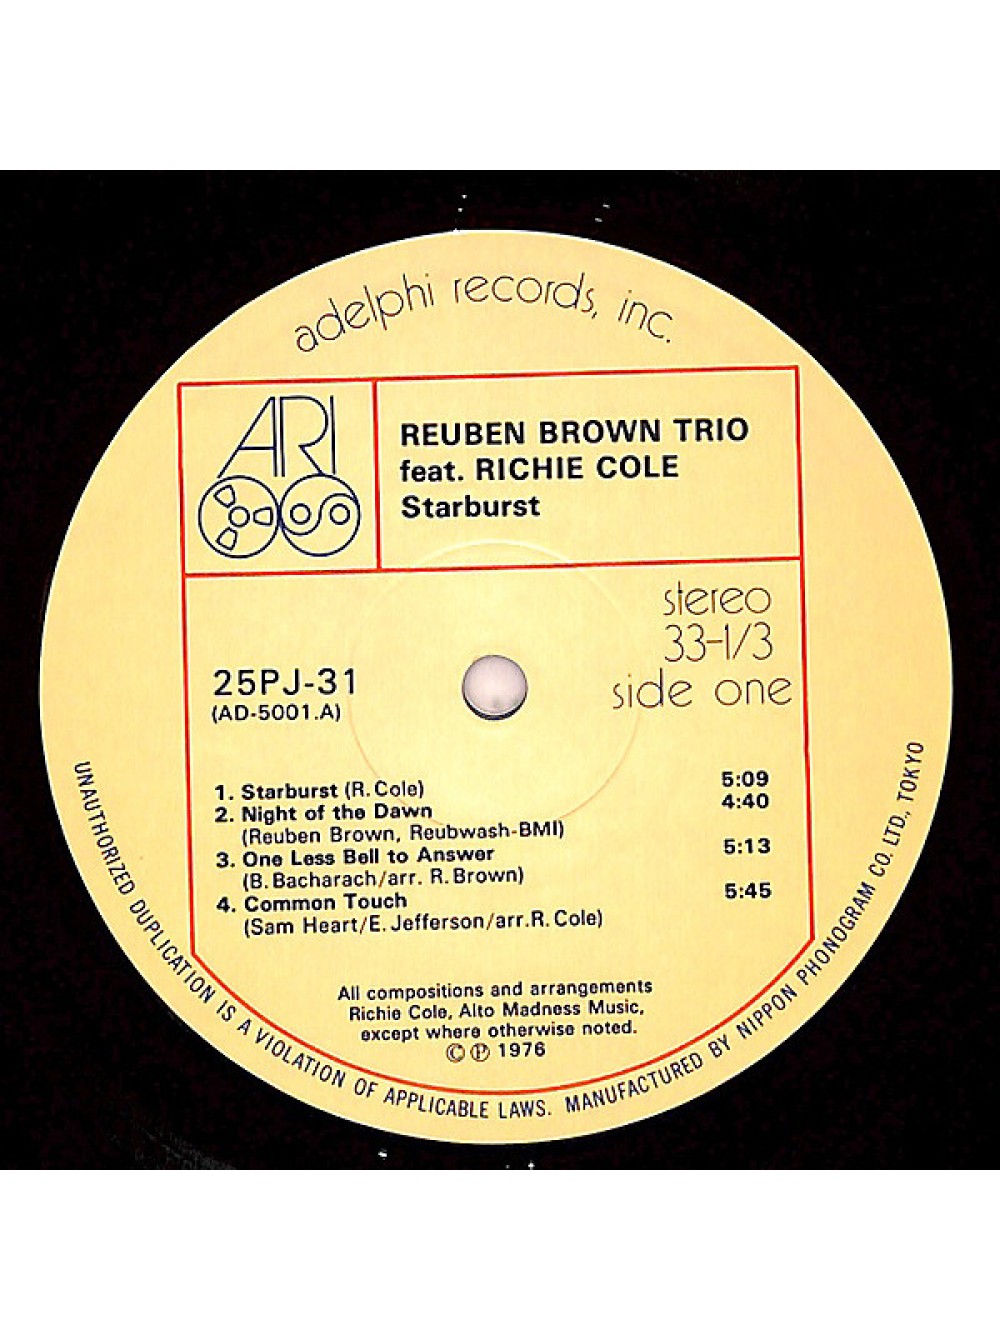 adelphi records, inc.
ARI
REUBEN BROWN TRIO
feat. RICHIE COLE
Starburst
stereo
33-1/3
side one
25PJ-31
(AD-5001.A)
1. Starburst (R. Cole) 5:09
2. Night of the Dawn 4:40
(Reuben Brown, Reubwash-BMI)
3. One Less Bell to Answer 5:13
(B. Bacharach/arr. R. Brown)
4. Common Touch 5:45
(Sam Heart/E. Jefferson/arr.R. Cole)
All compositions and arrangements
Richie Cole, Alto Madness Music,
except where otherwise noted.
© ℗ 1976
UNAUTHORIZED DUPLICATION IS A VIOLATION OF APPLICABLE LAWS. MANUFACTURED BY NIPPON PHONOGRAM CO. LTD., TOKYO